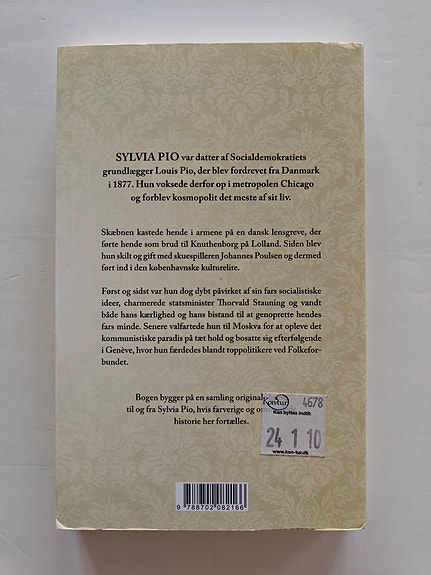 SYLVIA PIO var datter af Socialdemokratiets
grundlægger Louis Pio, der blev fordrevet fra Danmark
i 1877. Hun voksede derfor op i metropolen Chicago
og forblev kosmopolit det meste af sit liv.
Skæbnen kastede hende i armene på en dansk lensgreve, der
førte hende som brud til Knuthenborg på Lolland. Siden blev
hun skilt og gift med skuespilleren Johannes Poulsen og dermed
ført ind i den københavnske kulturelite.
Først og sidst var hun dog dybt påvirket af sin fars socialistiske
ideer, charmerede statsminister Thorvald Stauning og vandt
både hans kærlighed og hans bistand til at genoprette hendes
fars minde. Senere valfartede hun til Moskva for at opleve det
kommunistiske paradis på tæt hold og bosatte sig efterfølgende
i Genève, hvor hun færdedes blandt toppolitikere ved Folkefor-
bundet.
Bogen bygger på en samling original
til og fra Sylvia Pio, hvis farverige og
historie her fortælles.
Kon-tur 4678
Kan byttes indtil:
24 1 10
www.kon-tur.dk
9 788702 082166